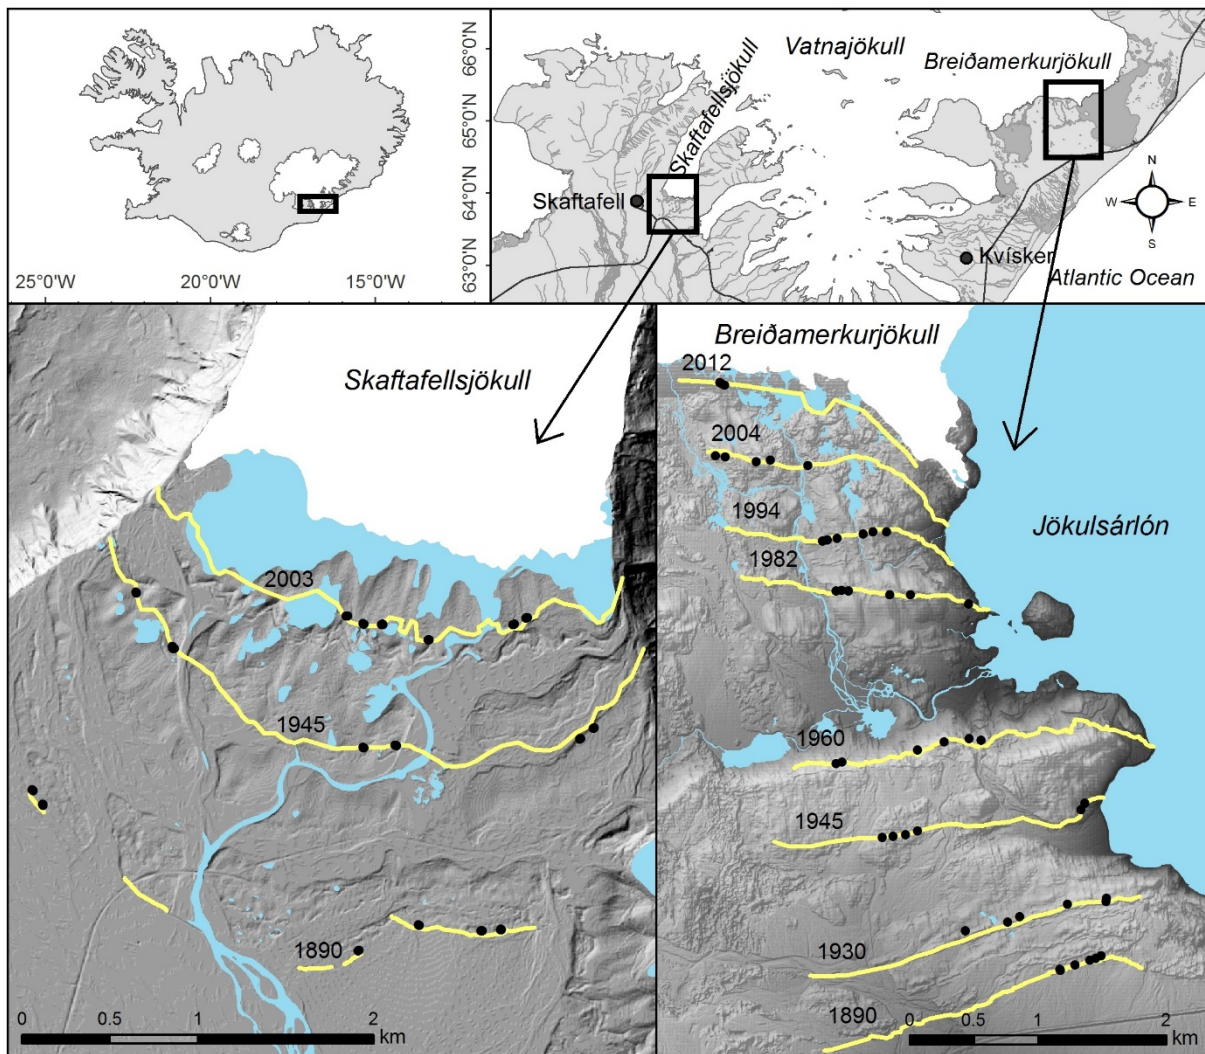 66°0'N
65°0'N
64°0'N
63°0'N
25°0'W
20°0'W
15°0'W
Vatnajökull
Breiðamerkurjökull
Skaftafellsjökull
Skaftafell
Kvísker
Atlantic Ocean
N
W
E
S
Skaftafellsjökull
2003
1945
1890
0
0.5
1
2
km
Breiðamerkurjökull
2012
2004
1994
1982
Jökulsárlón
1960
1945
1930
1890
0
0.5
1
2
km